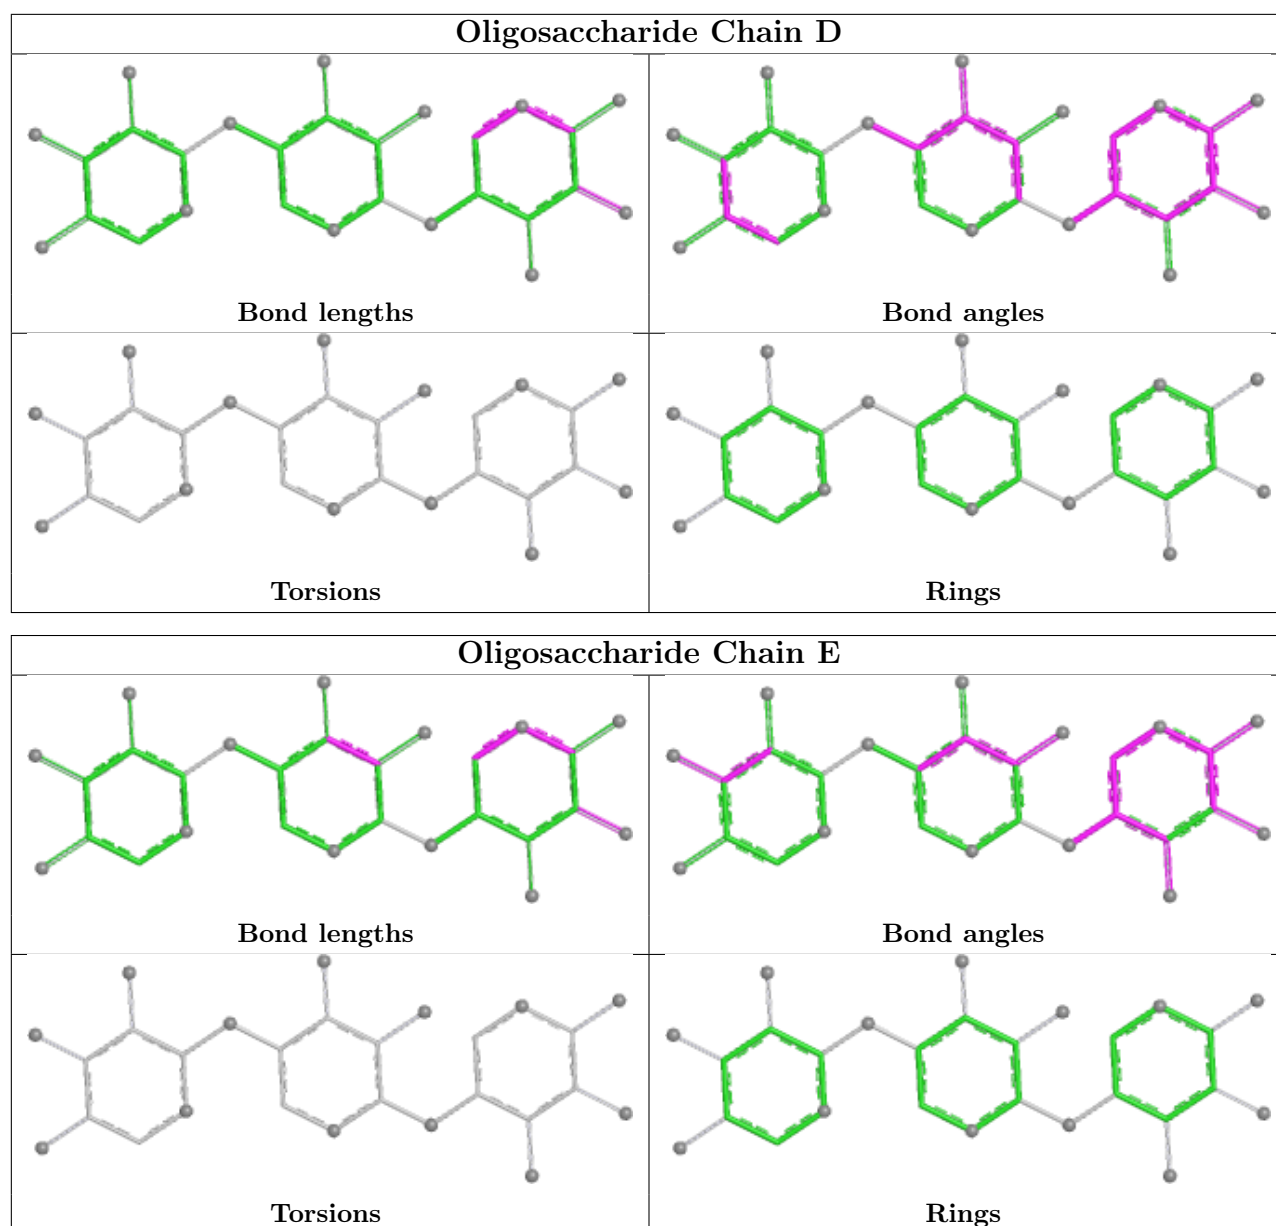 Oligosaccharide Chain D
Bond lengths
Bond angles
Torsions
Rings
Oligosaccharide Chain E
Bond lengths
Bond angles
Torsions
Rings